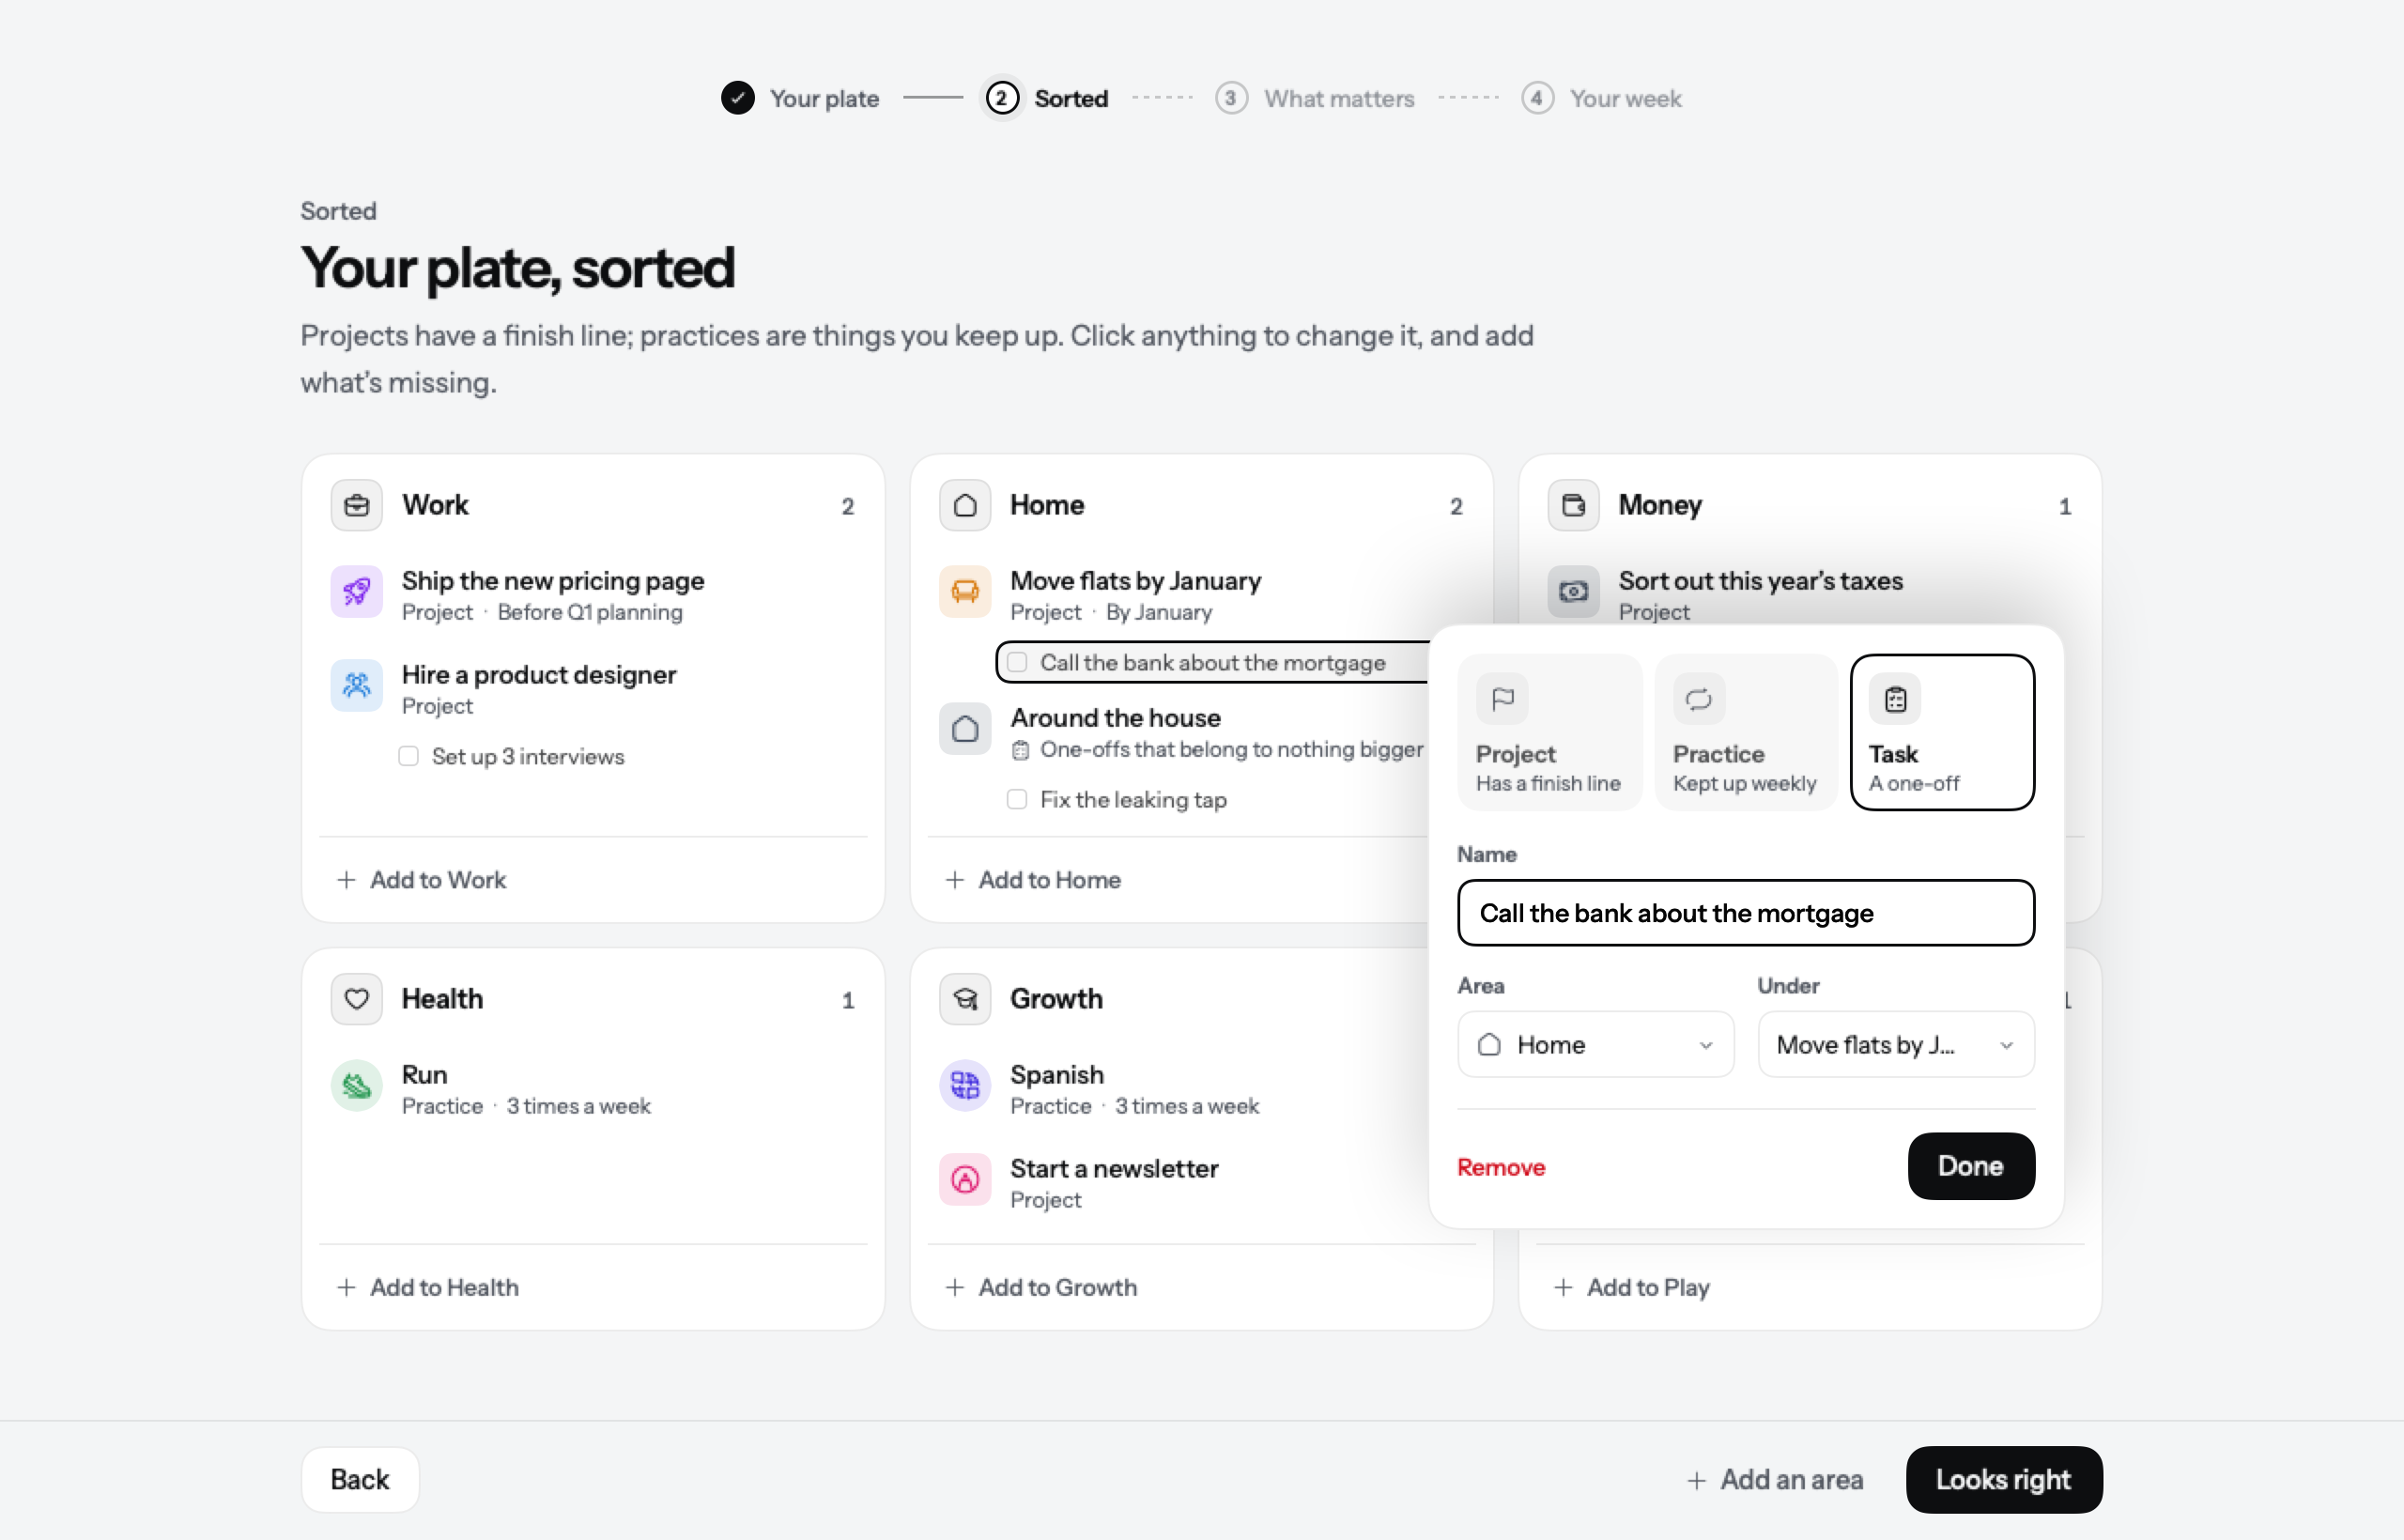 Your plate
2 Sorted
3 What matters
4 Your week
Sorted
Your plate, sorted
Projects have a finish line; practices are things you keep up. Click anything to change it, and add
what's missing.
Work 2
Ship the new pricing page
Project · Before Q1 planning
Hire a product designer
Project
Set up 3 interviews
+ Add to Work
Home 2
Move flats by January
Project · By January
Call the bank about the mortgage
Around the house
One-offs that belong to nothing bigger
Fix the leaking tap
+ Add to Home
Money 1
Sort out this year's taxes
Project
Project
Has a finish line
Practice
Kept up weekly
Task
A one-off
Name
Call the bank about the mortgage
Area
Home
Under
Move flats by J...
Remove
Done
Health 1
Run
Practice · 3 times a week
+ Add to Health
Growth
Spanish
Practice · 3 times a week
Start a newsletter
Project
+ Add to Growth
1
+ Add to Play
Back
+ Add an area
Looks right